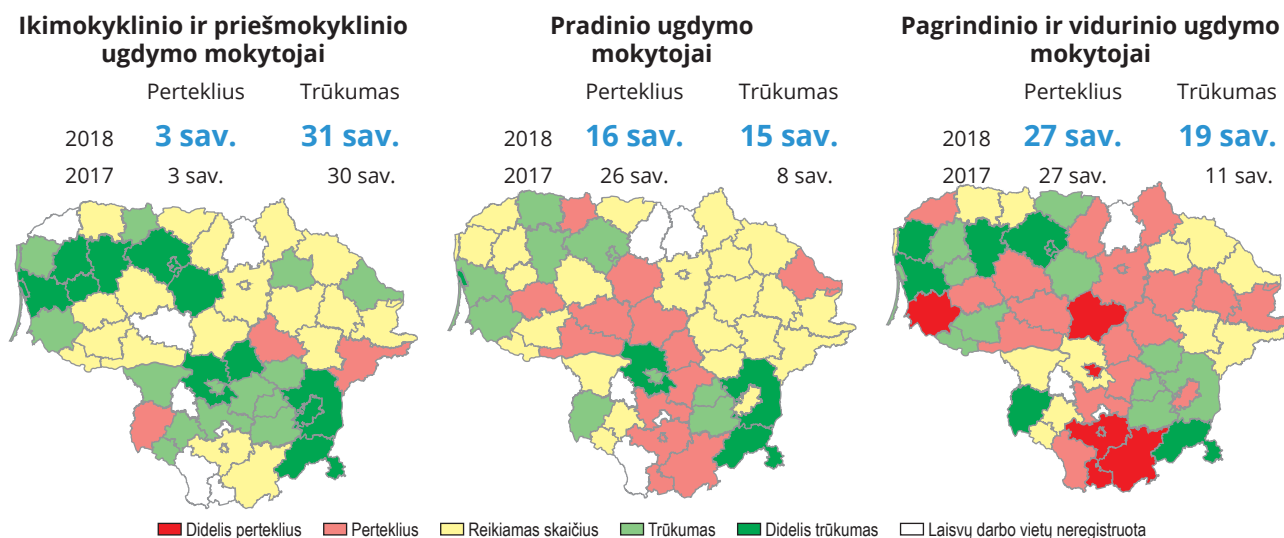 Ikimokyklinio ir priešmokyklinio
ugdymo mokytojai
Perteklius Trūkumas
2018 3 sav. 31 sav.
2017 3 sav. 30 sav.
Pradinio ugdymo
mokytojai
Perteklius Trūkumas
2018 16 sav. 15 sav.
2017 26 sav. 8 sav.
Pagrindinio ir vidurinio ugdymo
mokytojai
Perteklius Trūkumas
2018 27 sav. 19 sav.
2017 27 sav. 11 sav.
Didelis perteklius Perteklius Reikiamas skaičius Trūkumas Didelis trūkumas Laisvų darbo vietų neregistruota